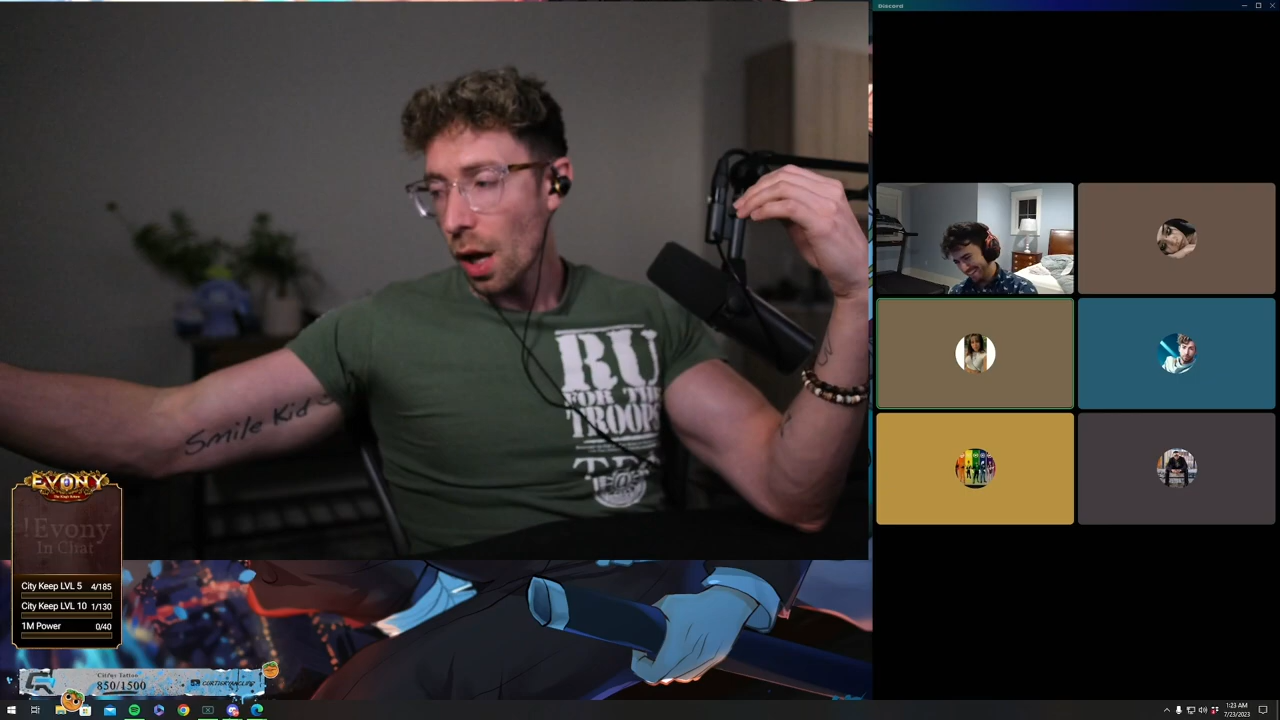 Discord
Smile Kid
RU
FOR THE
TROOPS
EVONY
!Evony
In Chat
City Keep LVL 5 4/185
City Keep LVL 10 1/130
1M Power 0/40
850/1500
1:23 AM
7/23/2023